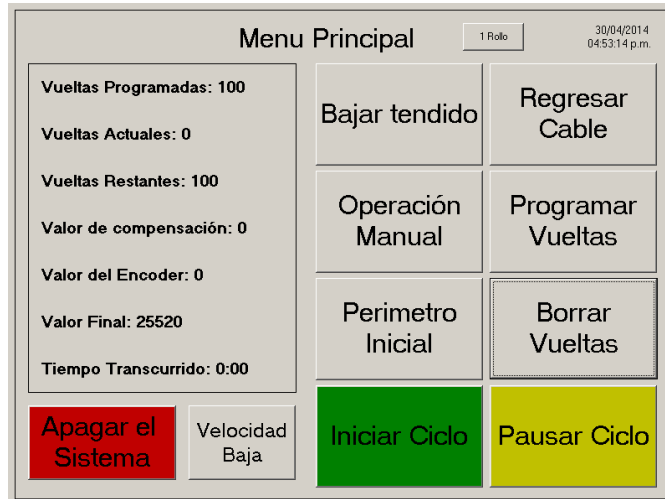 Menu Principal
1 Rollo
30/04/2014
04:53:14 p.m.
Vueltas Programadas: 100
Vueltas Actuales: 0
Vueltas Restantes: 100
Valor de compensación: 0
Valor del Encoder: 0
Valor Final: 25520
Tiempo Transcurrido: 0:00
Bajar tendido
Regresar
Cable
Operación
Manual
Programar
Vueltas
Perimetro
Inicial
Borrar
Vueltas
Apagar el
Sistema
Velocidad
Baja
Iniciar Ciclo
Pausar Ciclo